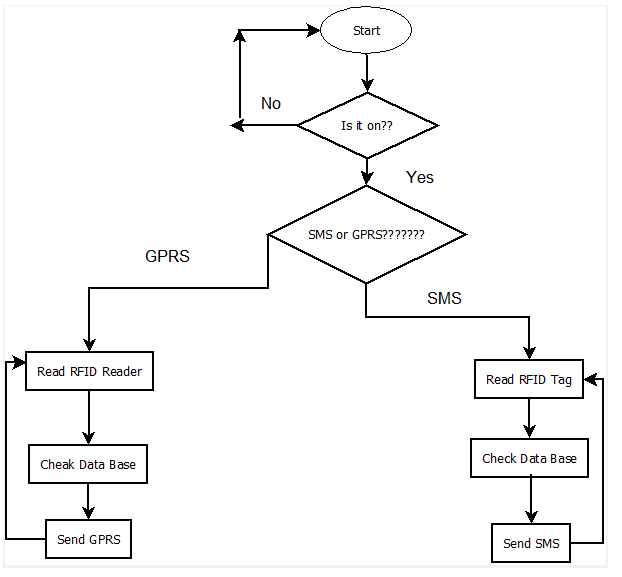 Start
No
Is it on??
Yes
SMS or GPRS???????
GPRS
SMS
Read RFID Reader
Read RFID Tag
Cheak Data Base
Check Data Base
Send GPRS
Send SMS